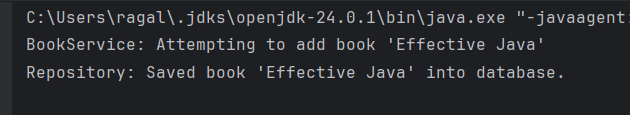 C:\Users\ragal\.jdks\openjdk-24.0.1\bin\java.exe "-javaagent:
BookService: Attempting to add book 'Effective Java'
Repository: Saved book 'Effective Java' into database.